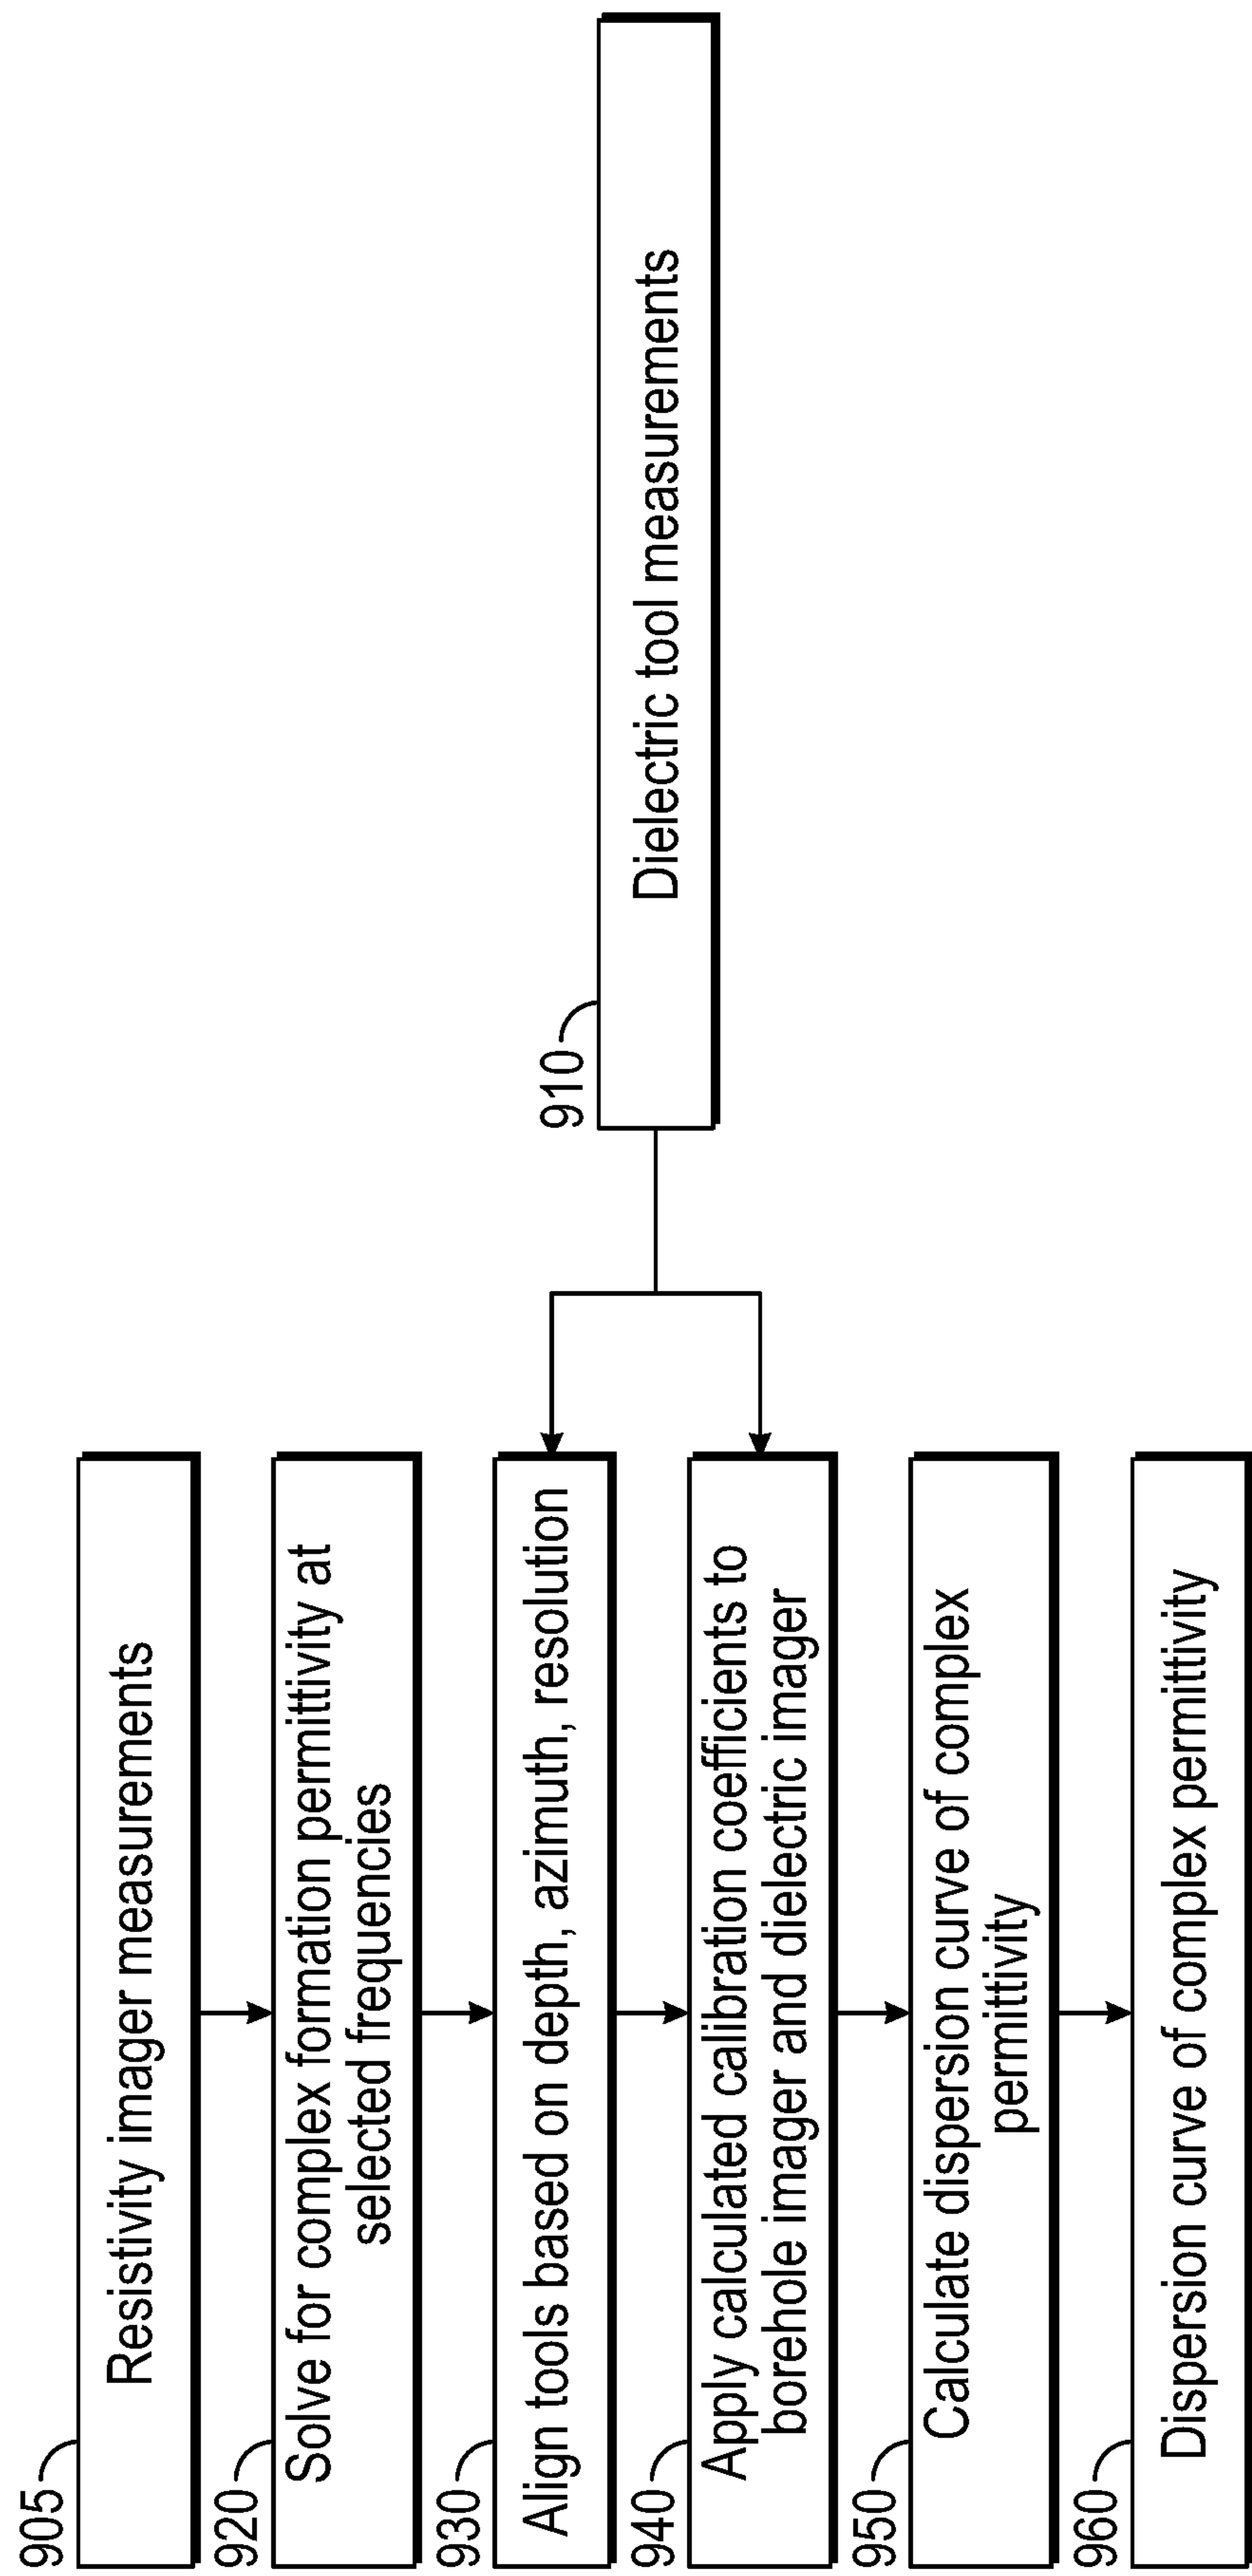 905
Resistivity imager measurements
920
Solve for complex formation permittivity at
selected frequencies
930
Align tools based on depth, azimuth, resolution
910
Dielectric tool measurements
940
Apply calculated calibration coefficients to
borehole imager and dielectric imager
950
Calculate dispersion curve of complex
permittivity
960
Dispersion curve of complex permittivity